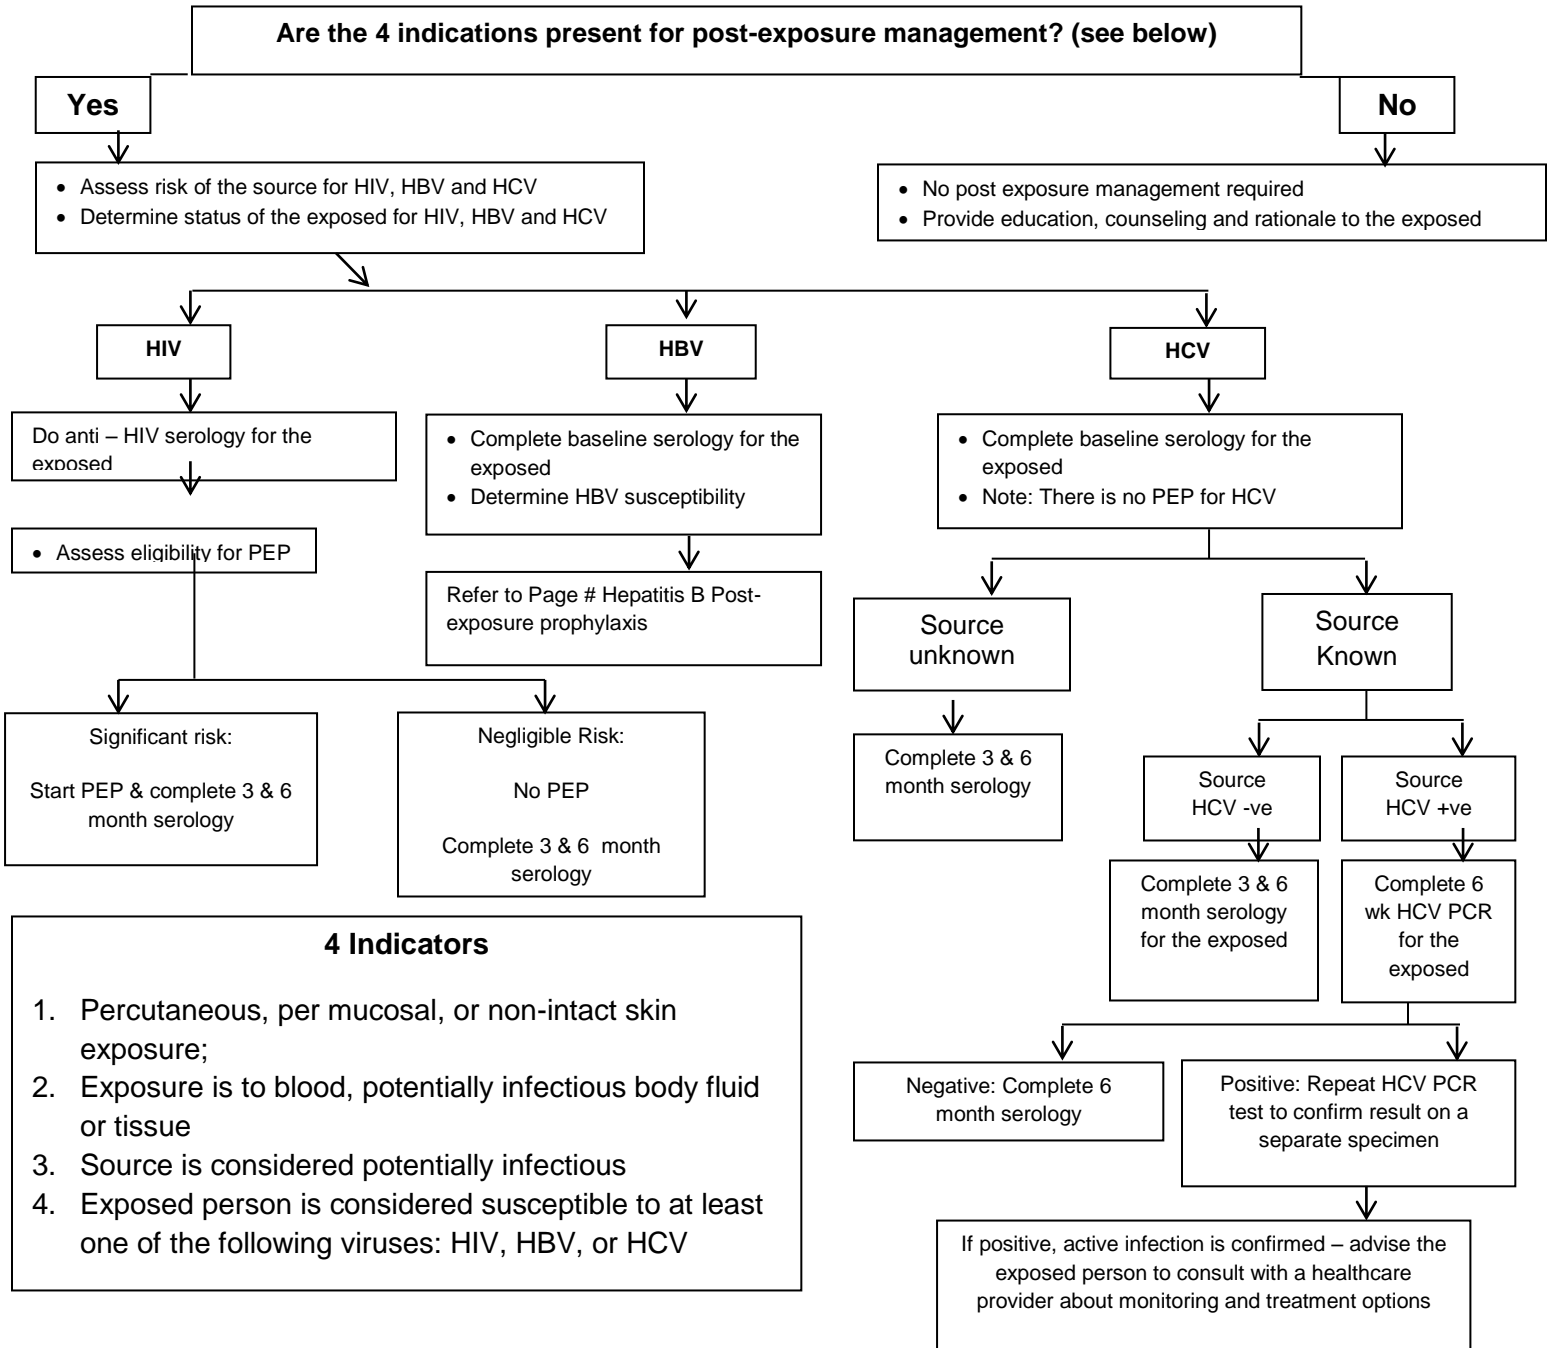 Are the 4 indications present for post-exposure management? (see below)
Yes
No
• Assess risk of the source for HIV, HBV and HCV
• Determine status of the exposed for HIV, HBV and HCV
• No post exposure management required
• Provide education, counseling and rationale to the exposed
HIV
HBV
HCV
Do anti – HIV serology for the
exposed
• Assess eligibility for PEP
• Complete baseline serology for the
exposed
• Determine HBV susceptibility
Refer to Page # Hepatitis B Post-
exposure prophylaxis
• Complete baseline serology for the
exposed
• Note: There is no PEP for HCV
Source
unknown
Source
Known
Significant risk:
Start PEP & complete 3 & 6
month serology
Negligible Risk:
No PEP
Complete 3 & 6 month
serology
Complete 3 & 6
month serology
Source
HCV -ve
Source
HCV +ve
Complete 3 & 6
month serology
for the exposed
Complete 6
wk HCV PCR
for the
exposed
4 Indicators
1. Percutaneous, per mucosal, or non-intact skin
exposure;
2. Exposure is to blood, potentially infectious body fluid
or tissue
3. Source is considered potentially infectious
4. Exposed person is considered susceptible to at least
one of the following viruses: HIV, HBV, or HCV
Negative: Complete 6
month serology
Positive: Repeat HCV PCR
test to confirm result on a
separate specimen
If positive, active infection is confirmed – advise the
exposed person to consult with a healthcare
provider about monitoring and treatment options